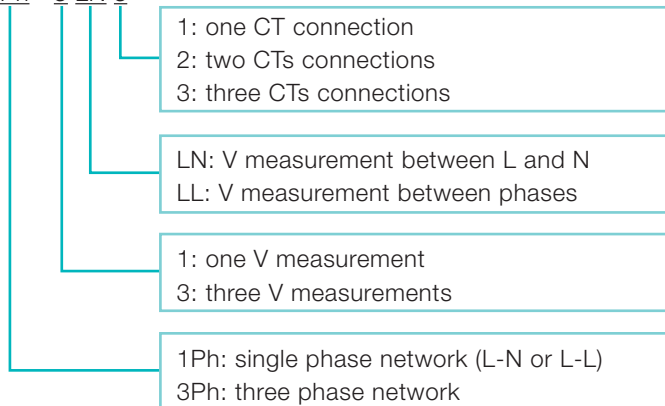 1: one CT connection
2: two CTs connections
3: three CTs connections
LN: V measurement between L and N
LL: V measurement between phases
1: one V measurement
3: three V measurements
1Ph: single phase network (L-N or L-L)
3Ph: three phase network